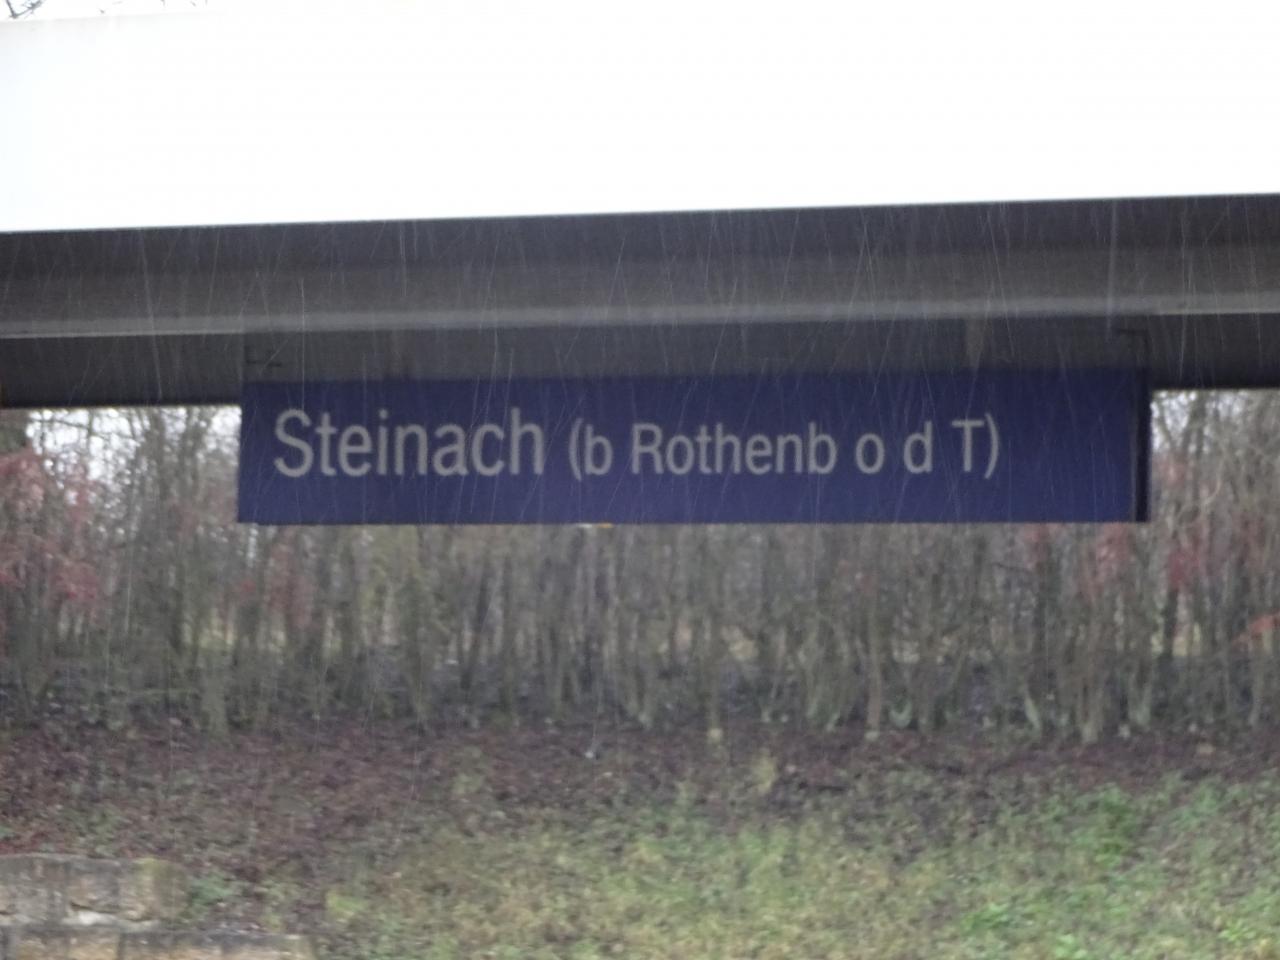 Steinach (b Rothenb o d T)